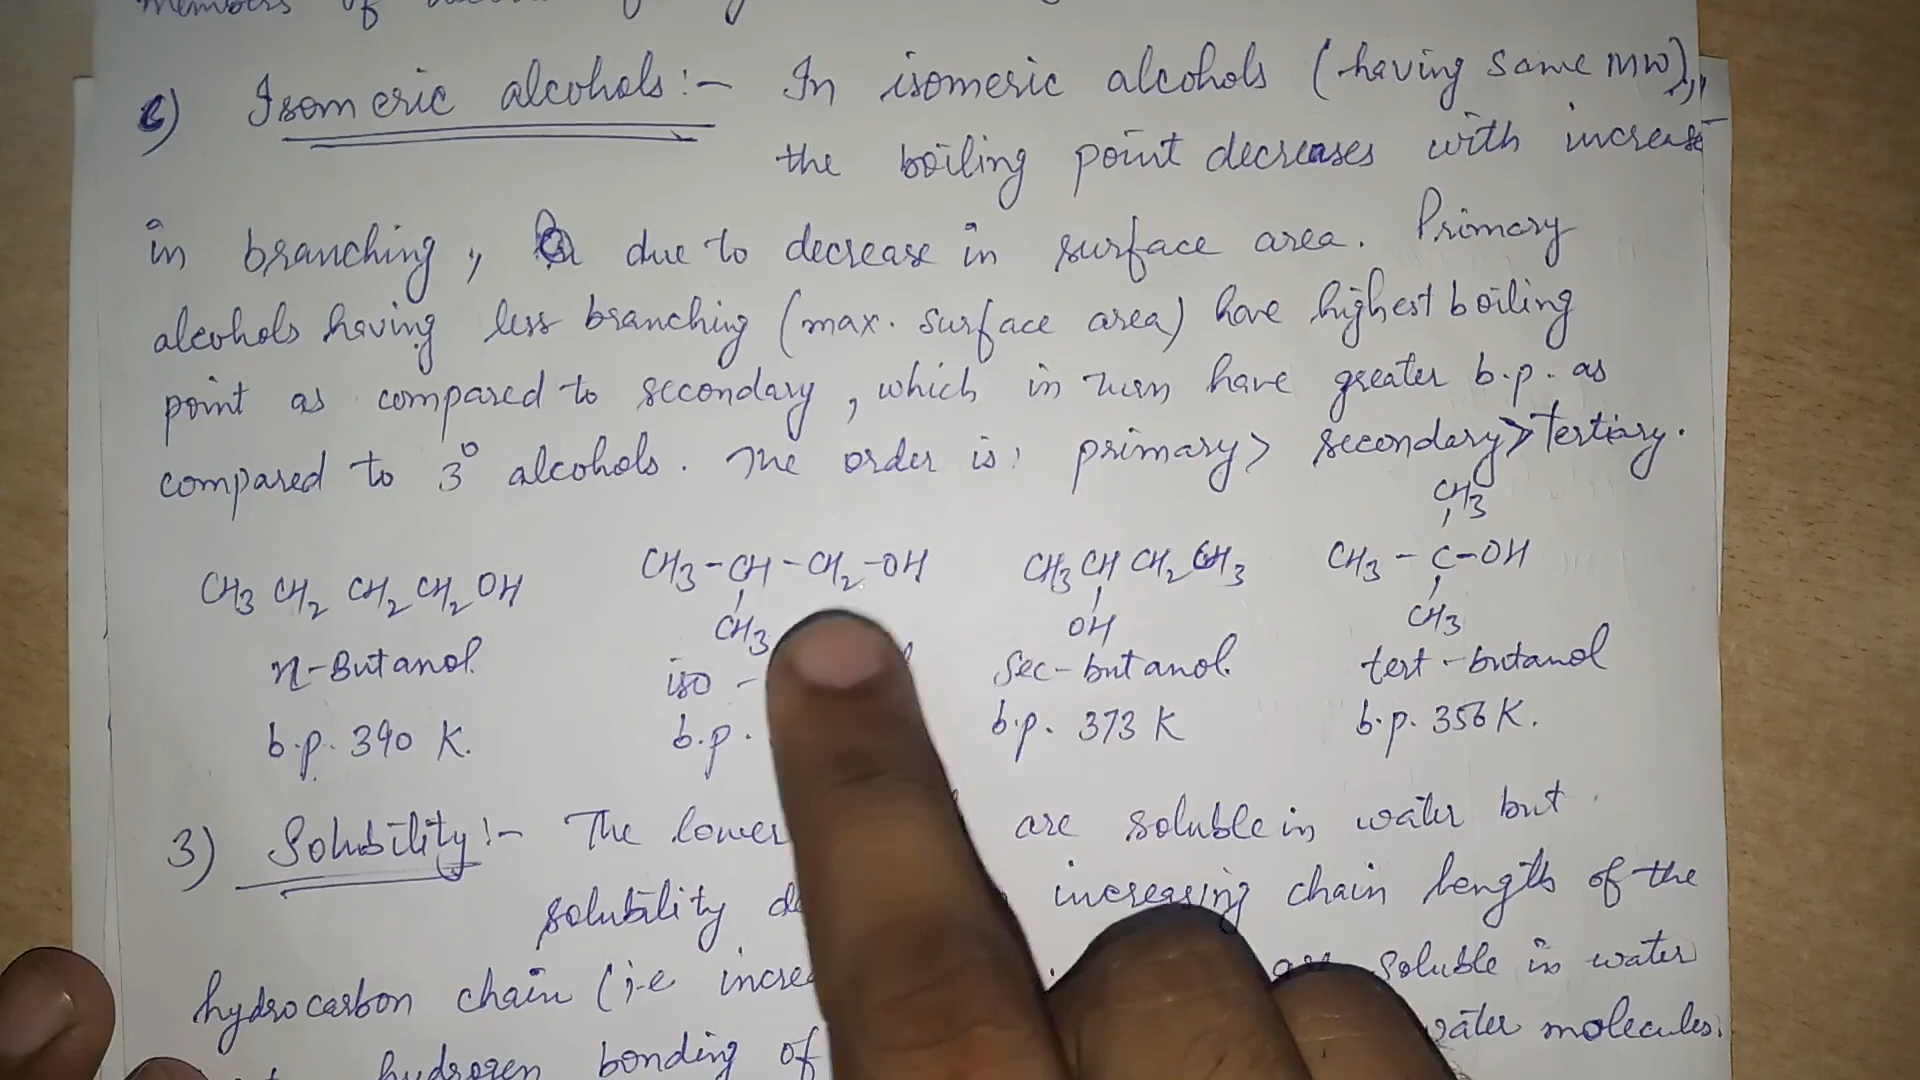 members of
c) Isomeric alcohols :- In isomeric alcohols (having same MW),
the boiling point decreases with increase
in branching, due to decrease in surface area. Primary
alcohols having less branching (max. surface area) have highest boiling
point as compared to secondary, which in turn have greater b.p. as
compared to 3° alcohols. The order is: primary > secondary > tertiary.
CH3
CH3 CH2 CH2 CH2 OH CH3-CH-CH2-OH CH3 CH CH2 CH3 CH3-C-OH
CH3 OH CH3
n-Butanol iso - Sec-butanol. tert-butanol
b.p. 390 K. b.p. b.p. 373 K b.p. 356 K.
3) Solubility :- The lower are soluble in water but
solubility increasing chain length of the
hydrocarbon chain (i.e are soluble in water
hydrogen bonding of water molecules.